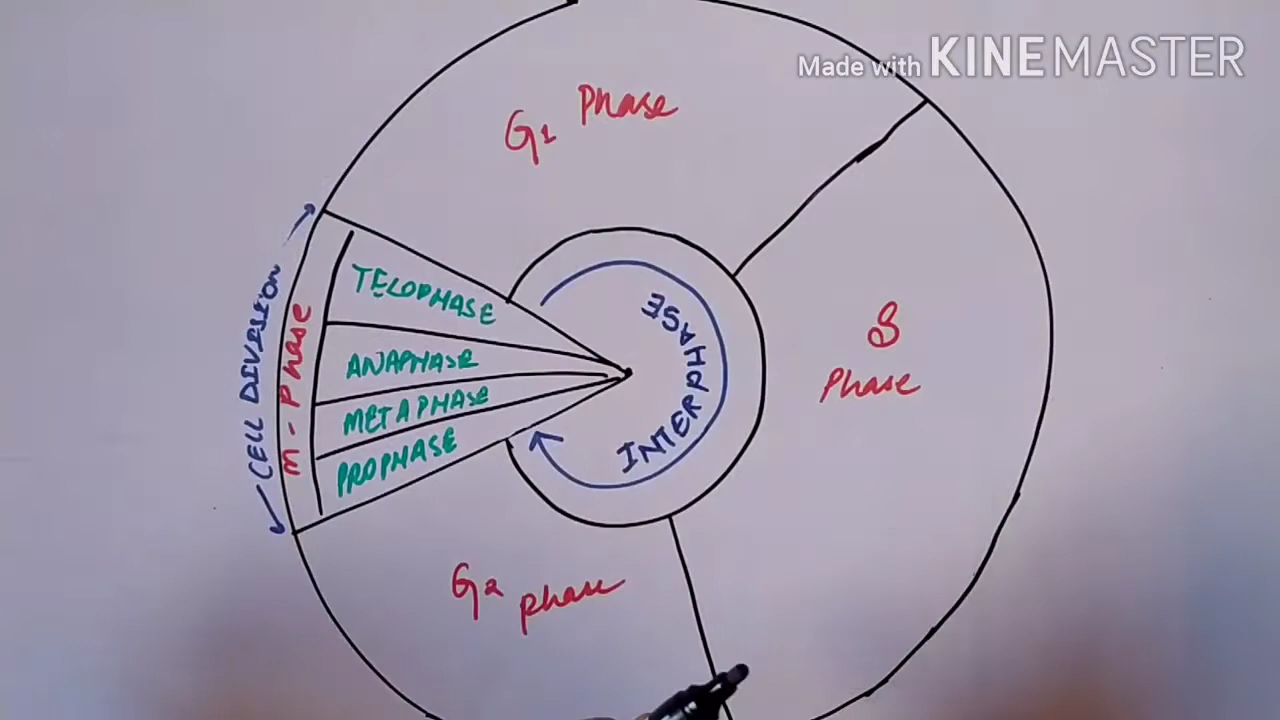 Made with KINEMASTER
G1 Phase
TELOPHASE
ANAPHASE
METAPHASE
PROPHASE
M - Phase
CELL DIVISION
INTERPHASE
S
Phase
G2 phase